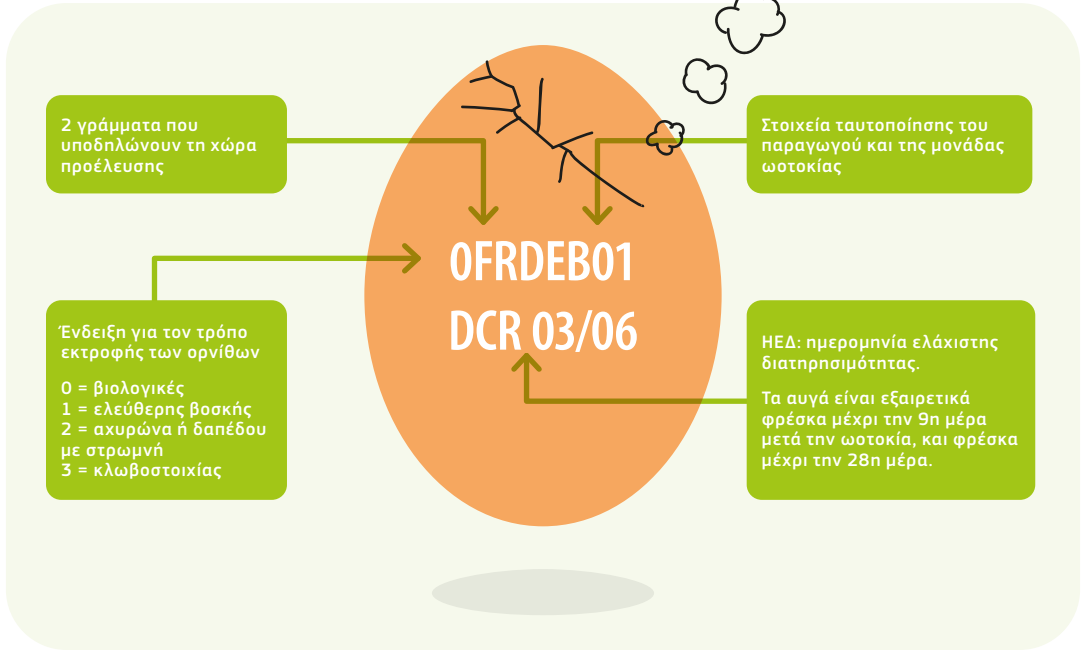 2 γράμματα που
υποδηλώνουν τη χώρα
προέλευσης
Στοιχεία ταυτοποίησης του
παραγωγού και της μονάδας
ωοτοκίας
0FRDEB01
DCR 03/06
Ένδειξη για τον τρόπο
εκτροφής των ορνίθων
0 = βιολογικές
1 = ελεύθερης βοσκής
2 = αχυρώνα ή δαπέδου
με στρωμνή
3 = κλωβοστοιχίας
ΗΕΔ: ημερομηνία ελάχιστης
διατηρησιμότητας.
Τα αυγά είναι εξαιρετικά
φρέσκα μέχρι την 9η μέρα
μετά την ωοτοκία, και φρέσκα
μέχρι την 28η μέρα.